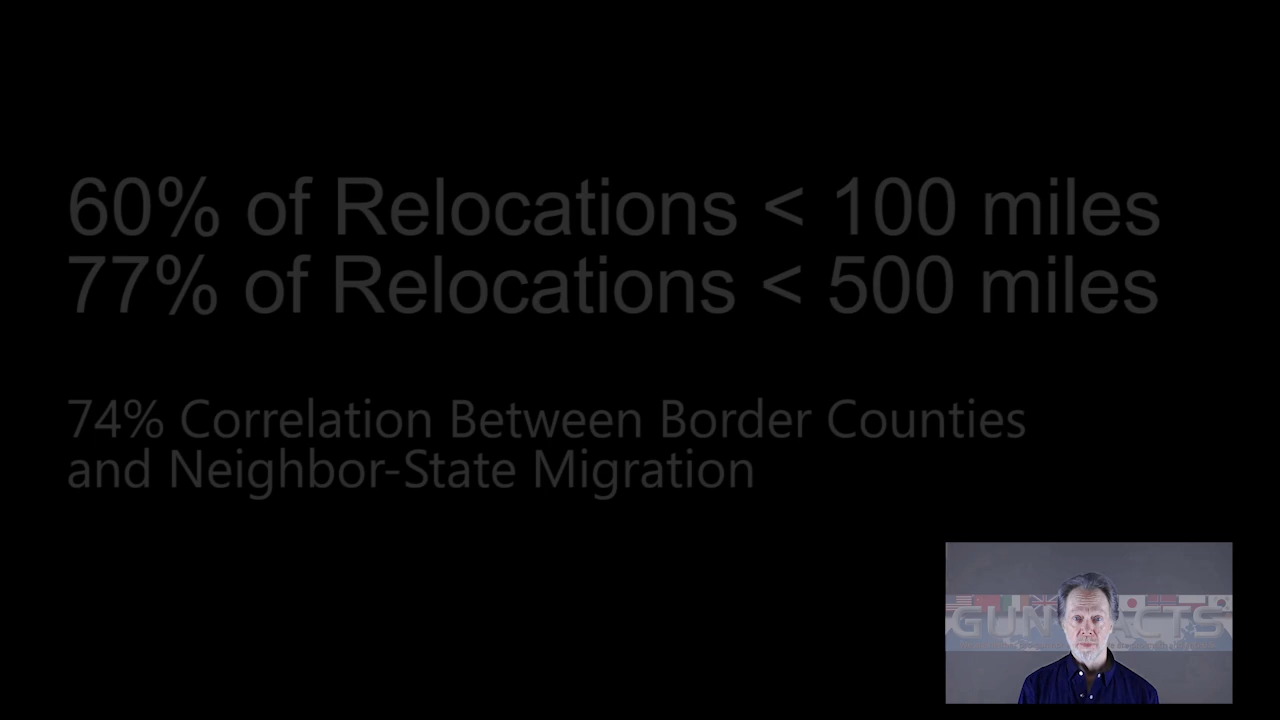 60% of Relocations < 100 miles
77% of Relocations < 500 miles
74% Correlation Between Border Counties
and Neighbor-State Migration